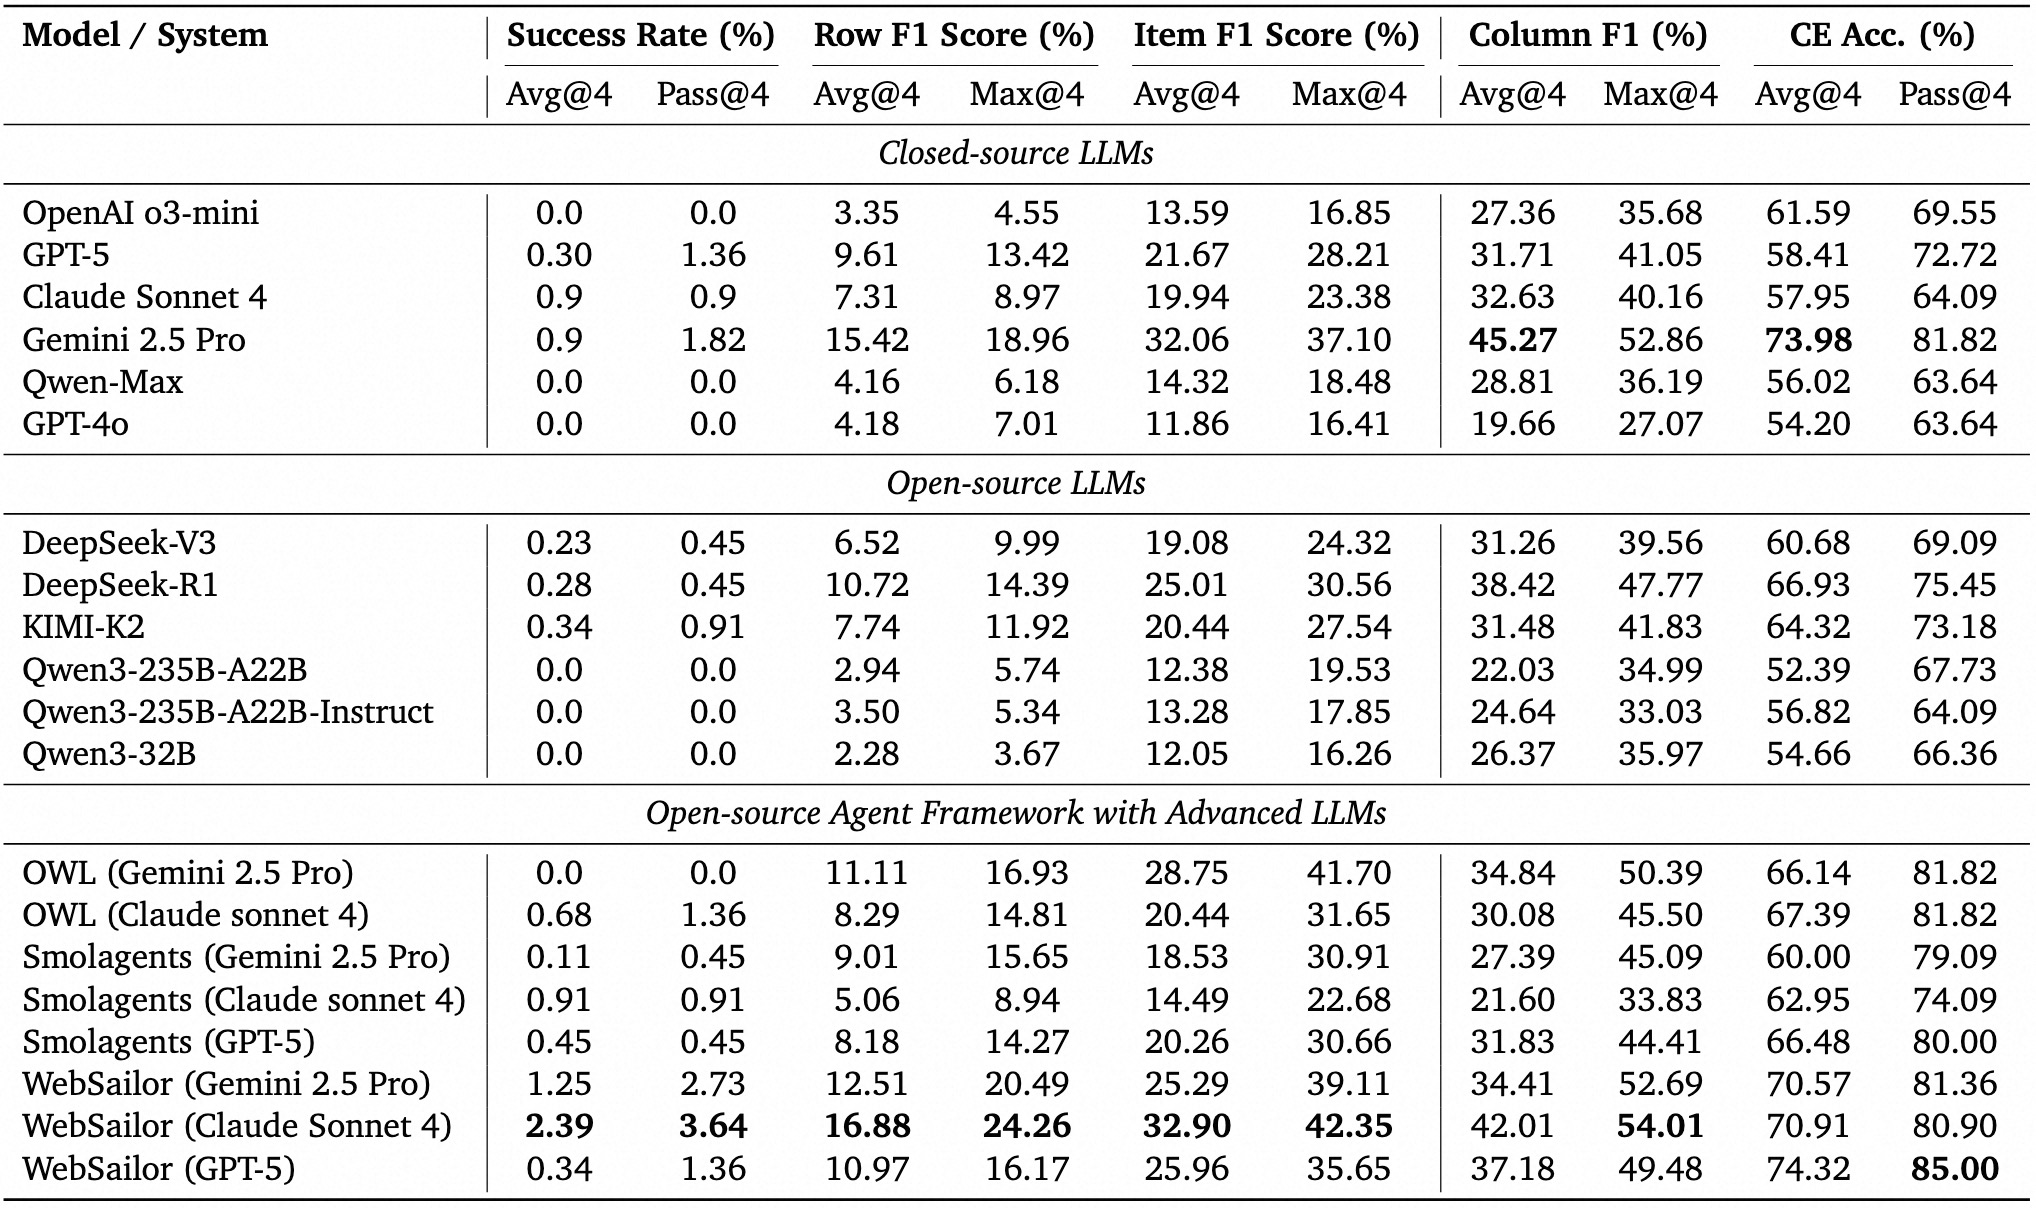 Model / System Success Rate (%) Row F1 Score (%) Item F1 Score (%) Column F1 (%) CE Acc. (%)
Avg@4 Pass@4 Avg@4 Max@4 Avg@4 Max@4 Avg@4 Max@4 Avg@4 Pass@4
Closed-source LLMs
OpenAI o3-mini 0.0 0.0 3.35 4.55 13.59 16.85 27.36 35.68 61.59 69.55
GPT-5 0.30 1.36 9.61 13.42 21.67 28.21 31.71 41.05 58.41 72.72
Claude Sonnet 4 0.9 0.9 7.31 8.97 19.94 23.38 32.63 40.16 57.95 64.09
Gemini 2.5 Pro 0.9 1.82 15.42 18.96 32.06 37.10 45.27 52.86 73.98 81.82
Qwen-Max 0.0 0.0 4.16 6.18 14.32 18.48 28.81 36.19 56.02 63.64
GPT-4o 0.0 0.0 4.18 7.01 11.86 16.41 19.66 27.07 54.20 63.64
Open-source LLMs
DeepSeek-V3 0.23 0.45 6.52 9.99 19.08 24.32 31.26 39.56 60.68 69.09
DeepSeek-R1 0.28 0.45 10.72 14.39 25.01 30.56 38.42 47.77 66.93 75.45
KIMI-K2 0.34 0.91 7.74 11.92 20.44 27.54 31.48 41.83 64.32 73.18
Qwen3-235B-A22B 0.0 0.0 2.94 5.74 12.38 19.53 22.03 34.99 52.39 67.73
Qwen3-235B-A22B-Instruct 0.0 0.0 3.50 5.34 13.28 17.85 24.64 33.03 56.82 64.09
Qwen3-32B 0.0 0.0 2.28 3.67 12.05 16.26 26.37 35.97 54.66 66.36
Open-source Agent Framework with Advanced LLMs
OWL (Gemini 2.5 Pro) 0.0 0.0 11.11 16.93 28.75 41.70 34.84 50.39 66.14 81.82
OWL (Claude sonnet 4) 0.68 1.36 8.29 14.81 20.44 31.65 30.08 45.50 67.39 81.82
Smolagents (Gemini 2.5 Pro) 0.11 0.45 9.01 15.65 18.53 30.91 27.39 45.09 60.00 79.09
Smolagents (Claude sonnet 4) 0.91 0.91 5.06 8.94 14.49 22.68 21.60 33.83 62.95 74.09
Smolagents (GPT-5) 0.45 0.45 8.18 14.27 20.26 30.66 31.83 44.41 66.48 80.00
WebSailor (Gemini 2.5 Pro) 1.25 2.73 12.51 20.49 25.29 39.11 34.41 52.69 70.57 81.36
WebSailor (Claude Sonnet 4) 2.39 3.64 16.88 24.26 32.90 42.35 42.01 54.01 70.91 80.90
WebSailor (GPT-5) 0.34 1.36 10.97 16.17 25.96 35.65 37.18 49.48 74.32 85.00